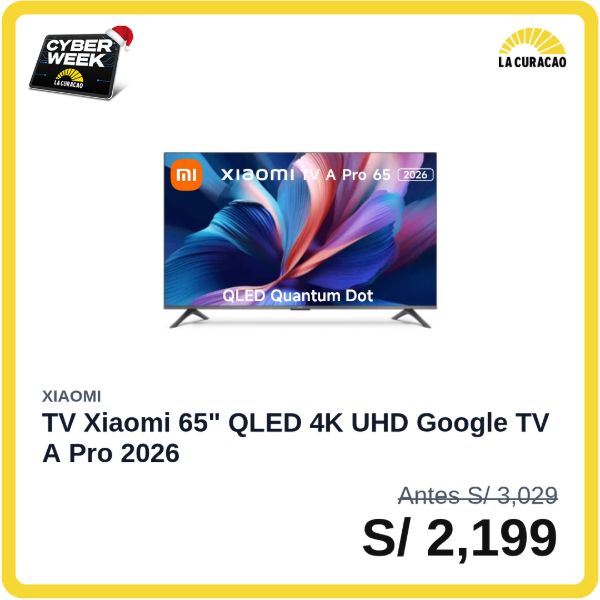 CYBER
WEEK
LA CURACAO
LA CURACAO
mi xiaomi TV A Pro 65 2026
QLED Quantum Dot
XIAOMI
TV Xiaomi 65" QLED 4K UHD Google TV
A Pro 2026
Antes S/ 3,029
S/ 2,199